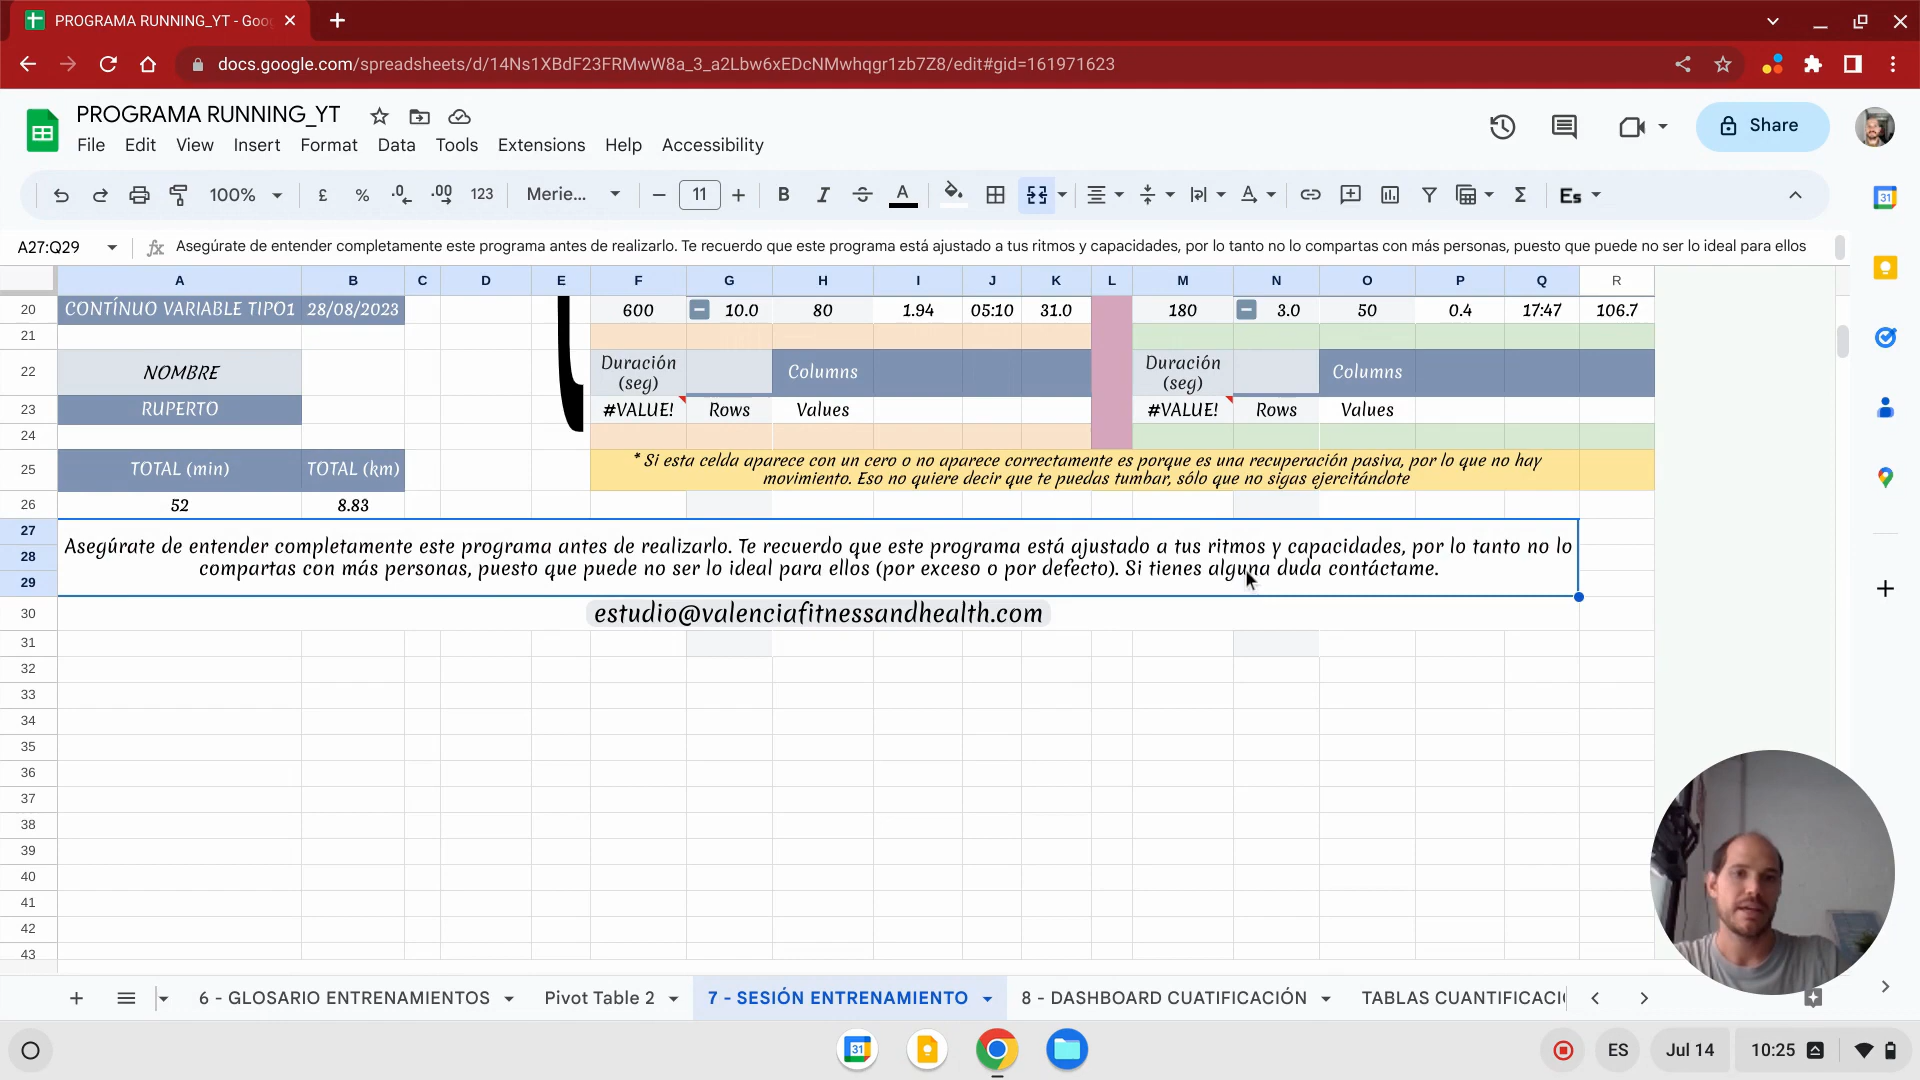 PROGRAMA RUNNING_YT - Goo
docs.google.com/spreadsheets/d/14Ns1XBdF23FRMwW8a_3_a2Lbw6xEDcNMwhqgr1zb7Z8/edit#gid=161971623
PROGRAMA RUNNING_YT
File Edit View Insert Format Data Tools Extensions Help Accessibility
Share
100% £ % .0 .00 123 Merie... 11 B I A Σ Es
A27:Q29 fx Asegúrate de entender completamente este programa antes de realizarlo. Te recuerdo que este programa está ajustado a tus ritmos y capacidades, por lo tanto no lo compartas con más personas, puesto que puede no ser lo ideal para ellos
A B C D E F G H I J K L M N O P Q R
20 CONTÍNUO VARIABLE TIPO1 28/08/2023 600 10.0 80 1.94 05:10 31.0 180 3.0 50 0.4 17:47 106.7
21
22 NOMBRE Duración (seg) Columns Duración (seg) Columns
23 RUPERTO #VALUE! Rows Values #VALUE! Rows Values
24
25 TOTAL (min) TOTAL (km) * Si esta celda aparece con un cero o no aparece correctamente es porque es una recuperación pasiva, por lo que no hay
movimiento. Eso no quiere decir que te puedas tumbar, sólo que no sigas ejercitándote
26 52 8.83
27
Asegúrate de entender completamente este programa antes de realizarlo. Te recuerdo que este programa está ajustado a tus ritmos y capacidades, por lo tanto no lo
28
compartas con más personas, puesto que puede no ser lo ideal para ellos (por exceso o por defecto). Si tienes alguna duda contáctame.
29
30 estudio@valenciafitnessandhealth.com
31
32
33
34
35
36
37
38
39
40
41
42
43
6 - GLOSARIO ENTRENAMIENTOS Pivot Table 2 7 - SESIÓN ENTRENAMIENTO 8 - DASHBOARD CUATIFICACIÓN TABLAS CUANTIFICACI
31 ES Jul 14 10:25